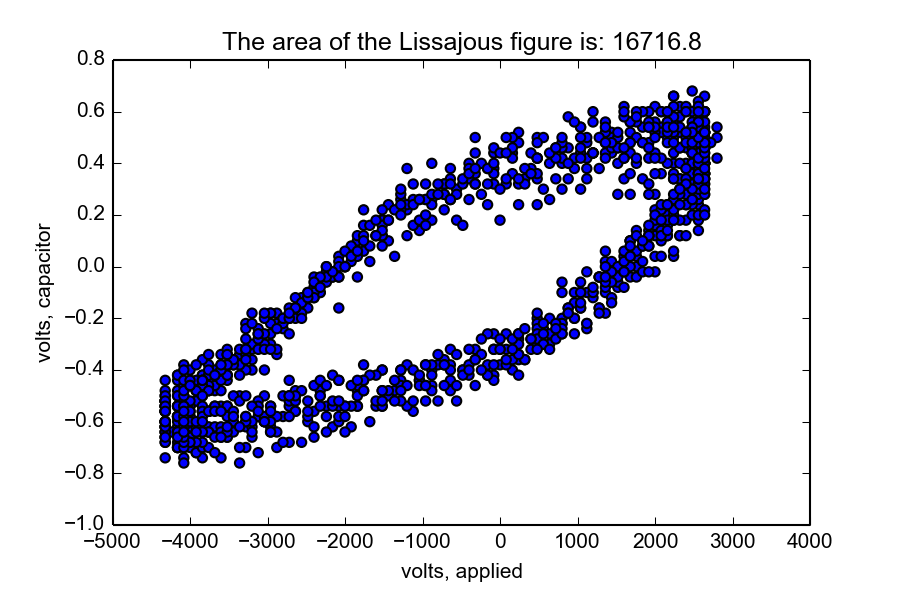 The area of the Lissajous figure is: 16716.8
0.8
0.6
0.4
0.2
0.0
−0.2
−0.4
−0.6
−0.8
−1.0
volts, capacitor
−5000 −4000 −3000 −2000 −1000 0 1000 2000 3000 4000
volts, applied